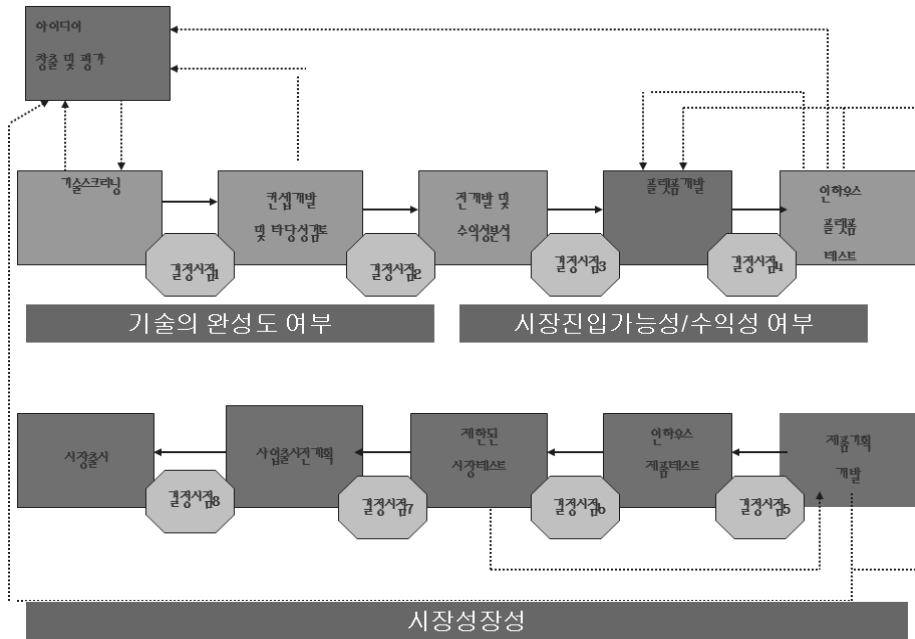 아이디어
창출 및 평가
기술스크리닝
컨셉개발
및 타당성검토
전개발 및
수익성분석
플랫폼개발
인하우스
플랫폼
테스트
결정시점1
결정시점2
결정시점3
결정시점4
기술의 완성도 여부
시장진입가능성/수익성 여부
시장출시
사업출시전계획
제한된
시장테스트
인하우스
제품테스트
제품기획
개발
결정시점8
결정시점7
결정시점6
결정시점5
시장성장성